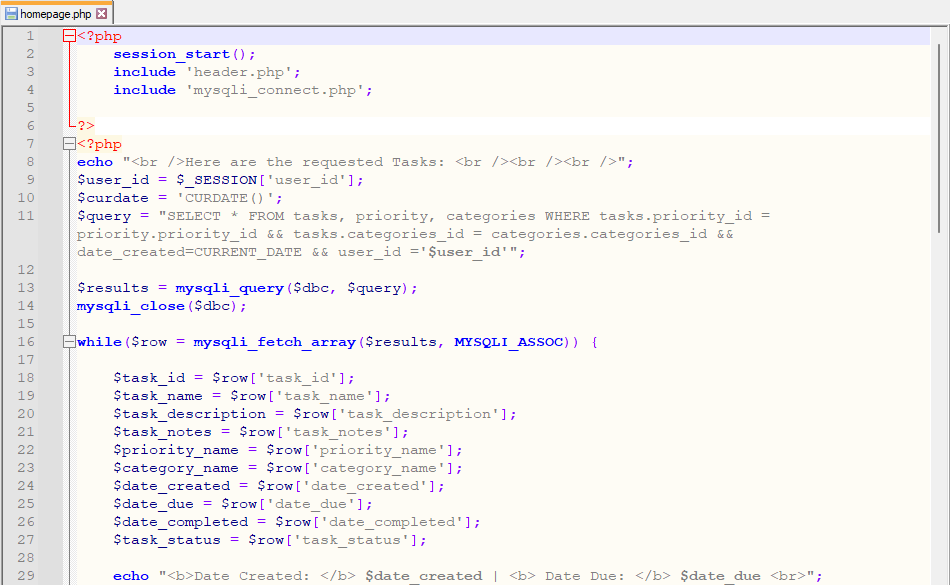 homepage.php
1 <?php
2 session_start();
3 include 'header.php';
4 include 'mysqli_connect.php';
5
6 ?>
7 <?php
8 echo "<br />Here are the requested Tasks: <br /><br /><br />";
9 $user_id = $_SESSION['user_id'];
10 $curdate = 'CURDATE()';
11 $query = "SELECT * FROM tasks, priority, categories WHERE tasks.priority_id =
priority.priority_id && tasks.categories_id = categories.categories_id &&
date_created=CURRENT_DATE && user_id ='$user_id'";
12
13 $results = mysqli_query($dbc, $query);
14 mysqli_close($dbc);
15
16 while($row = mysqli_fetch_array($results, MYSQLI_ASSOC)) {
17
18 $task_id = $row['task_id'];
19 $task_name = $row['task_name'];
20 $task_description = $row['task_description'];
21 $task_notes = $row['task_notes'];
22 $priority_name = $row['priority_name'];
23 $category_name = $row['category_name'];
24 $date_created = $row['date_created'];
25 $date_due = $row['date_due'];
26 $date_completed = $row['date_completed'];
27 $task_status = $row['task_status'];
28
29 echo "<b>Date Created: </b> $date_created | <b> Date Due: </b> $date_due <br>";